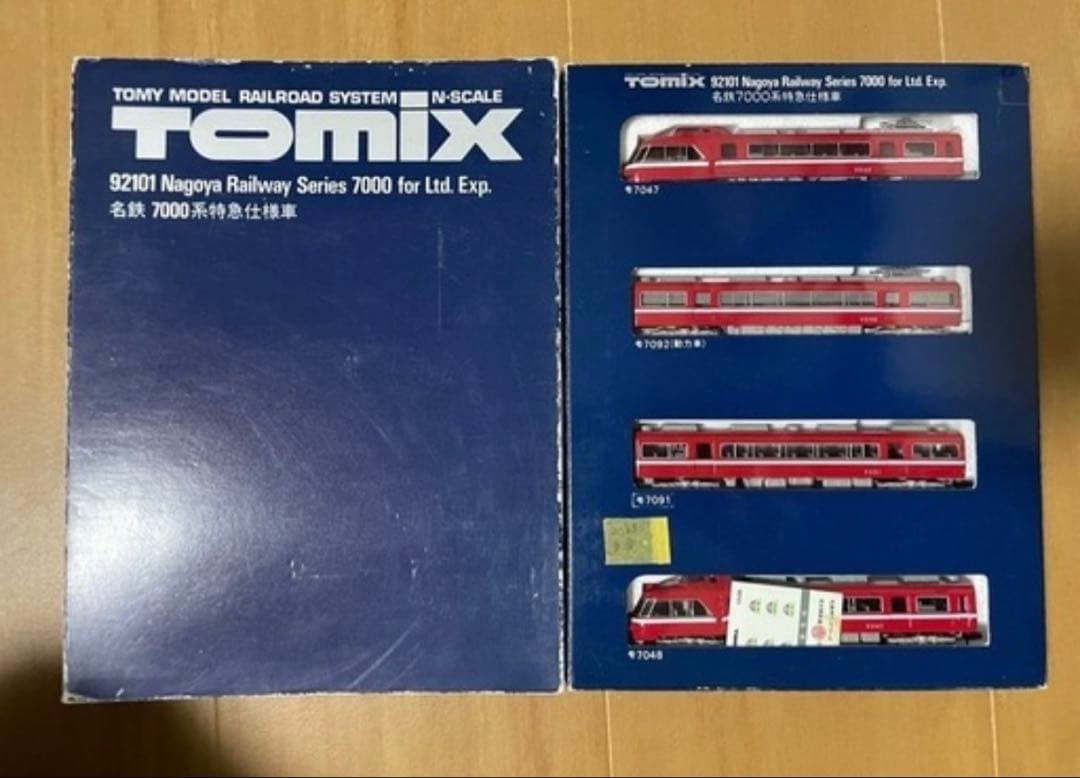 TOMY MODEL RAILROAD SYSTEM N-SCALE
TOMIX
92101 Nagoya Railway Series 7000 for Ltd. Exp.
名鉄 7000系特急仕様車
TOMIX 92101 Nagoya Railway Series 7000 for Ltd. Exp.
名鉄7000系特急仕様車
モ7047
モ7092(動力車)
モ7091
モ7048